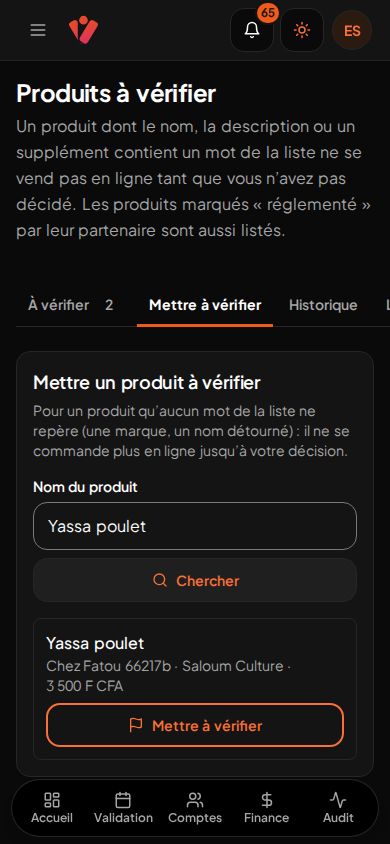 65
ES
Produits à vérifier
Un produit dont le nom, la description ou un
supplément contient un mot de la liste ne se
vend pas en ligne tant que vous n’avez pas
décidé. Les produits marqués « réglementé »
par leur partenaire sont aussi listés.
À vérifier 2 Mettre à vérifier Historique
Mettre un produit à vérifier
Pour un produit qu’aucun mot de la liste ne
repère (une marque, un nom détourné) : il ne se
commande plus en ligne jusqu’à votre décision.
Nom du produit
Yassa poulet
Chercher
Yassa poulet
Chez Fatou 66217b · Saloum Culture ·
3 500 F CFA
Mettre à vérifier
Accueil Validation Comptes Finance Audit